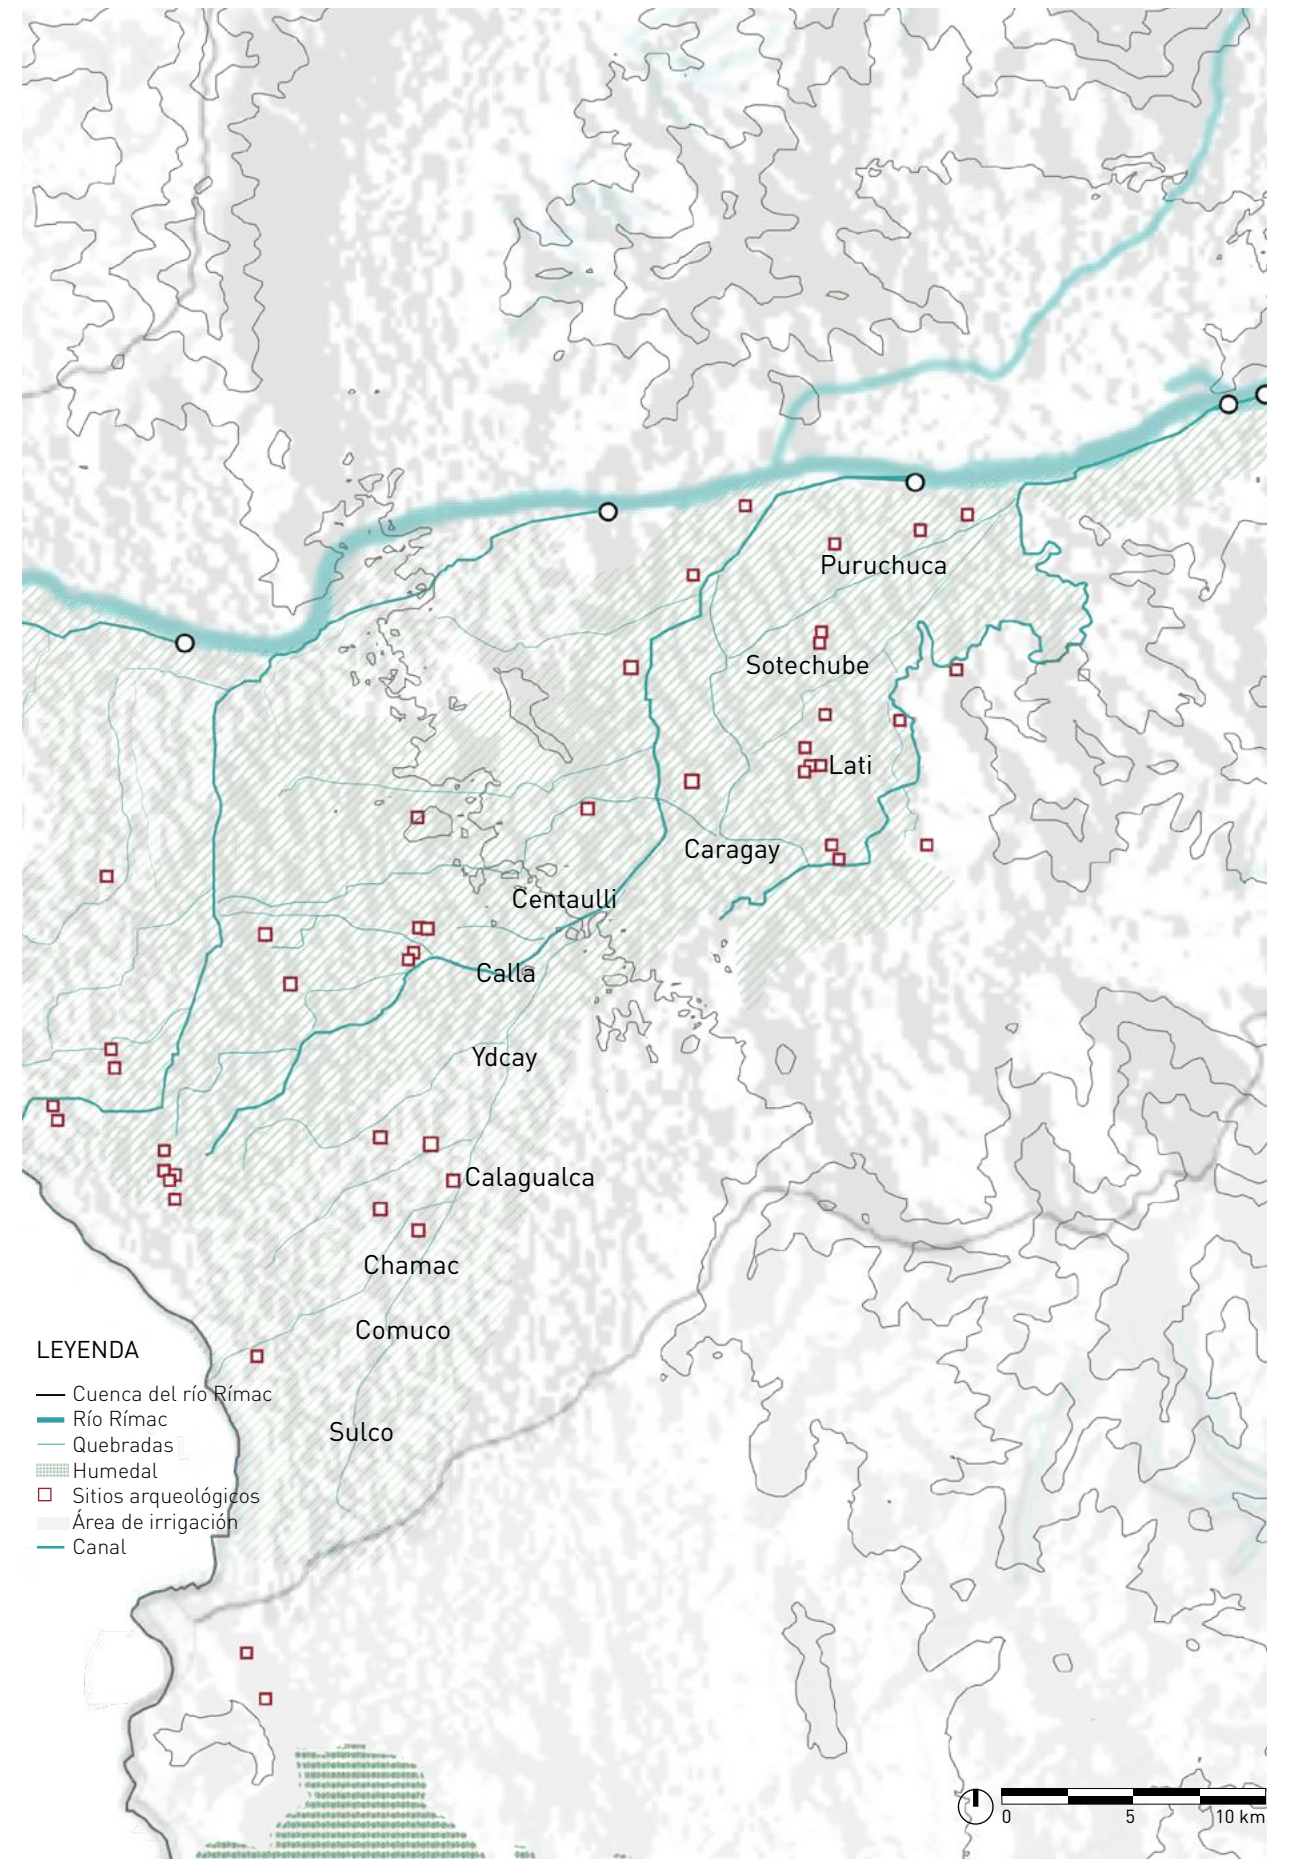 Puruchuca
Sotechube
Lati
Caragay
Centaulli
Calla
Ydcay
Calagualca
Chamac
Comuco
Sulco
LEYENDA
Cuenca del río Rímac
Río Rímac
Quebradas
Humedal
Sitios arqueológicos
Área de irrigación
Canal
0 5 10 km